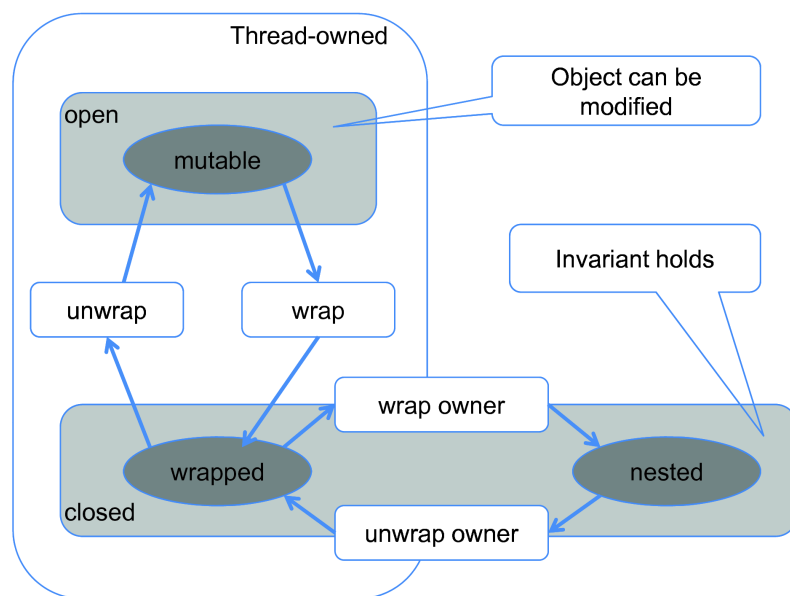 Thread-owned
Object can be
modified
open
mutable
Invariant holds
unwrap
wrap
wrap owner
wrapped
nested
closed
unwrap owner